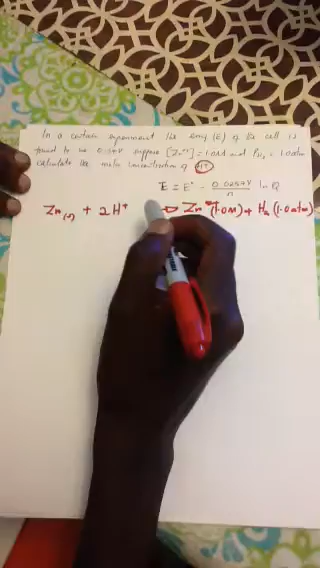 In a certain experiment the emf (E) of the cell is
found to be 0.54V suppose [Zn²⁺] = 1.0M and P H₂ = 1.0atm
calculate the molar concentration of H⁺
E = E° - 0.0257V/n ln Q
Zn(s) + 2H⁺ → Zn²⁺(1.0M) + H₂(1.0atm)